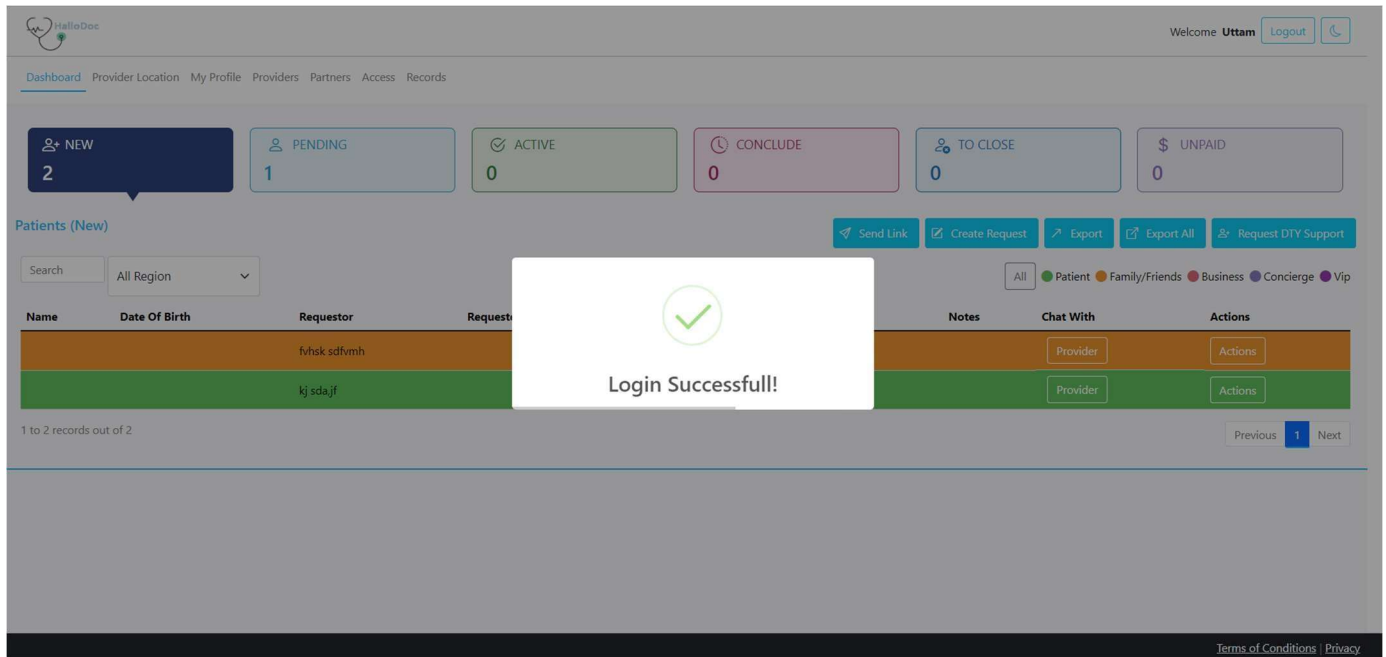 HalloDoc
Welcome Uttam Logout
Dashboard Provider Location My Profile Providers Partners Access Records
NEW PENDING ACTIVE CONCLUDE TO CLOSE UNPAID
2 1 0 0 0 0
Patients (New)
Send Link Create Request Export Export All Request DTY Support
Search All Region All Patient Family/Friends Business Concierge Vip
Name Date Of Birth Requestor Notes Chat With Actions
fvhsk sdfvmh Provider Actions
kj sda,jf Provider Actions
Login Successfull!
1 to 2 records out of 2 Previous 1 Next
Terms of Conditions | Privacy